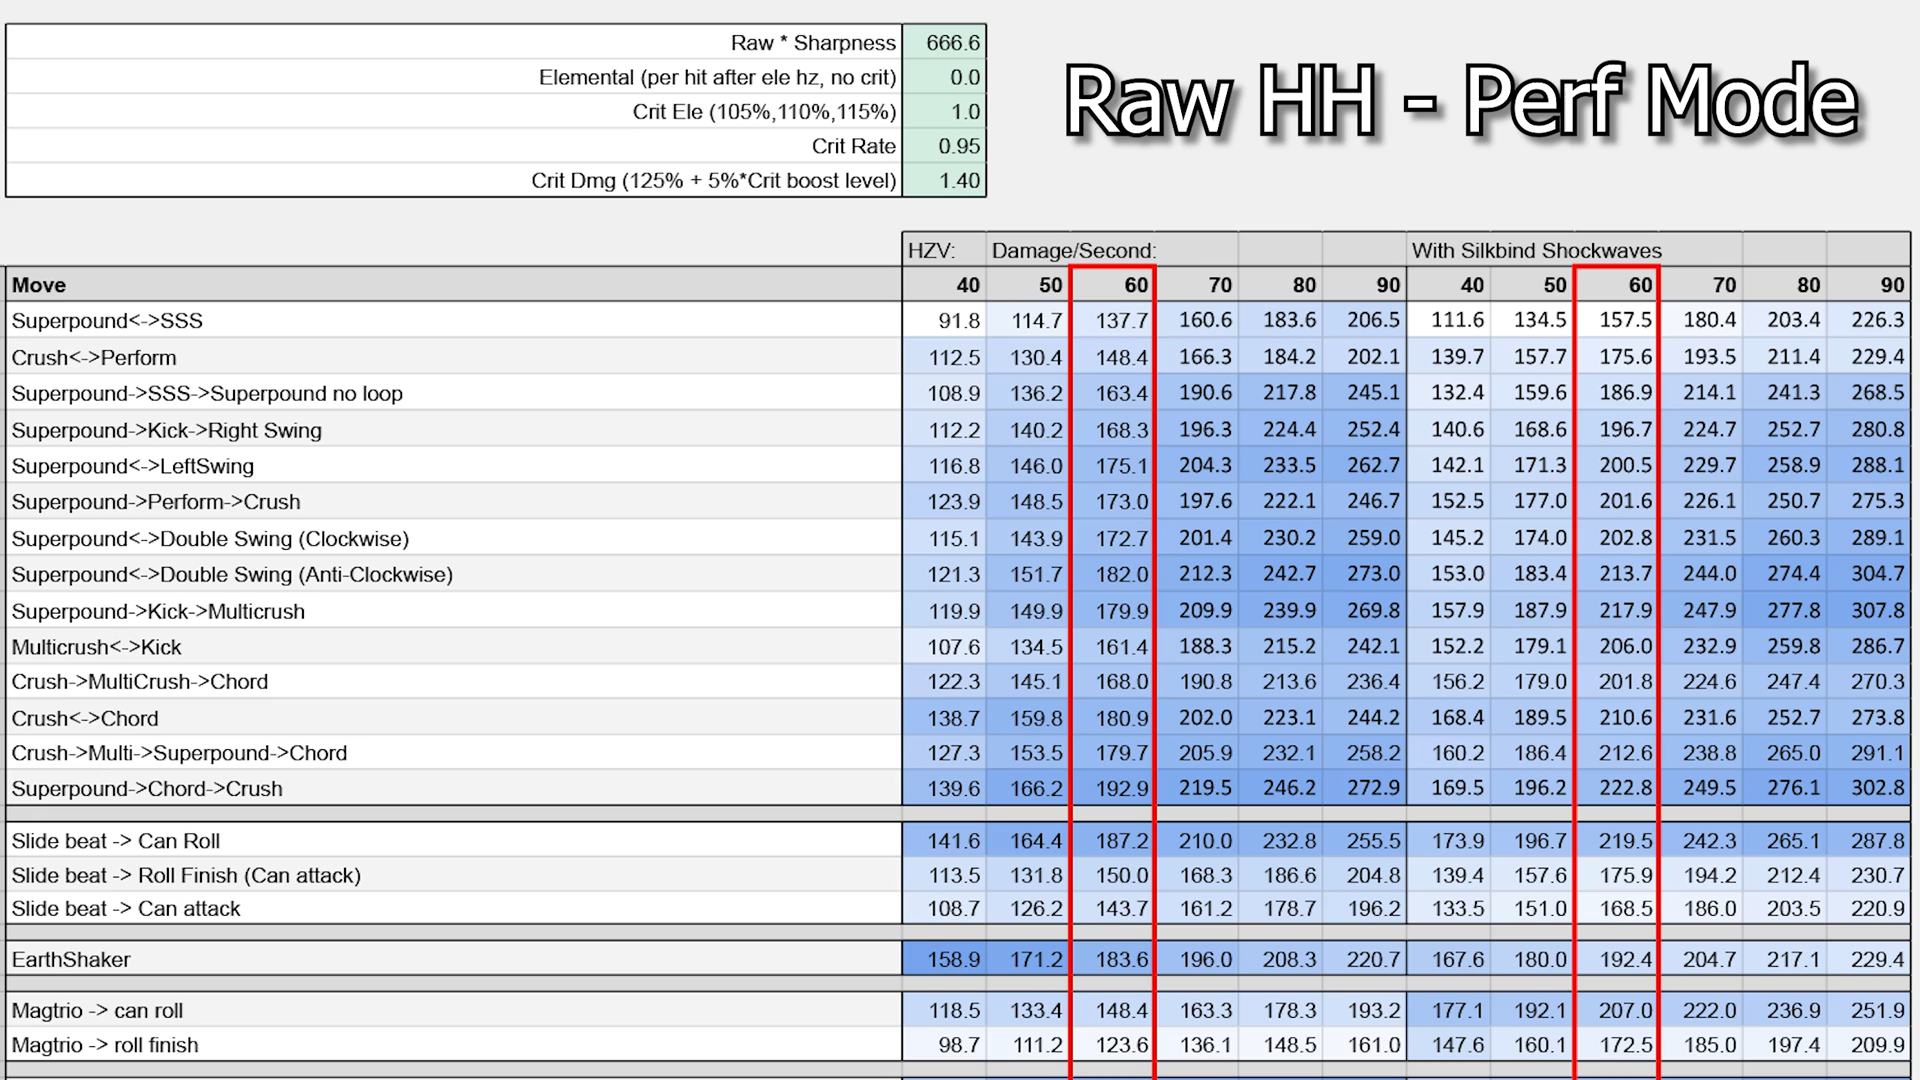 Raw * Sharpness 666.6
Elemental (per hit after ele hz, no crit) 0.0
Crit Ele (105%,110%,115%) 1.0
Crit Rate 0.95
Crit Dmg (125% + 5%*Crit boost level) 1.40
Raw HH - Perf Mode
HZV: Damage/Second: With Silkbind Shockwaves
Move 40 50 60 70 80 90 40 50 60 70 80 90
Superpound<->SSS 91.8 114.7 137.7 160.6 183.6 206.5 111.6 134.5 157.5 180.4 203.4 226.3
Crush<->Perform 112.5 130.4 148.4 166.3 184.2 202.1 139.7 157.7 175.6 193.5 211.4 229.4
Superpound->SSS->Superpound no loop 108.9 136.2 163.4 190.6 217.8 245.1 132.4 159.6 186.9 214.1 241.3 268.5
Superpound->Kick->Right Swing 112.2 140.2 168.3 196.3 224.4 252.4 140.6 168.6 196.7 224.7 252.7 280.8
Superpound<->LeftSwing 116.8 146.0 175.1 204.3 233.5 262.7 142.1 171.3 200.5 229.7 258.9 288.1
Superpound->Perform->Crush 123.9 148.5 173.0 197.6 222.1 246.7 152.5 177.0 201.6 226.1 250.7 275.3
Superpound<->Double Swing (Clockwise) 115.1 143.9 172.7 201.4 230.2 259.0 145.2 174.0 202.8 231.5 260.3 289.1
Superpound<->Double Swing (Anti-Clockwise) 121.3 151.7 182.0 212.3 242.7 273.0 153.0 183.4 213.7 244.0 274.4 304.7
Superpound->Kick->Multicrush 119.9 149.9 179.9 209.9 239.9 269.8 157.9 187.9 217.9 247.9 277.8 307.8
Multicrush<->Kick 107.6 134.5 161.4 188.3 215.2 242.1 152.2 179.1 206.0 232.9 259.8 286.7
Crush->MultiCrush->Chord 122.3 145.1 168.0 190.8 213.6 236.4 156.2 179.0 201.8 224.6 247.4 270.3
Crush<->Chord 138.7 159.8 180.9 202.0 223.1 244.2 168.4 189.5 210.6 231.6 252.7 273.8
Crush->Multi->Superpound->Chord 127.3 153.5 179.7 205.9 232.1 258.2 160.2 186.4 212.6 238.8 265.0 291.1
Superpound->Chord->Crush 139.6 166.2 192.9 219.5 246.2 272.9 169.5 196.2 222.8 249.5 276.1 302.8
Slide beat -> Can Roll 141.6 164.4 187.2 210.0 232.8 255.5 173.9 196.7 219.5 242.3 265.1 287.8
Slide beat -> Roll Finish (Can attack) 113.5 131.8 150.0 168.3 186.6 204.8 139.4 157.6 175.9 194.2 212.4 230.7
Slide beat -> Can attack 108.7 126.2 143.7 161.2 178.7 196.2 133.5 151.0 168.5 186.0 203.5 220.9
EarthShaker 158.9 171.2 183.6 196.0 208.3 220.7 167.6 180.0 192.4 204.7 217.1 229.4
Magtrio -> can roll 118.5 133.4 148.4 163.3 178.3 193.2 177.1 192.1 207.0 222.0 236.9 251.9
Magtrio -> roll finish 98.7 111.2 123.6 136.1 148.5 161.0 147.6 160.1 172.5 185.0 197.4 209.9